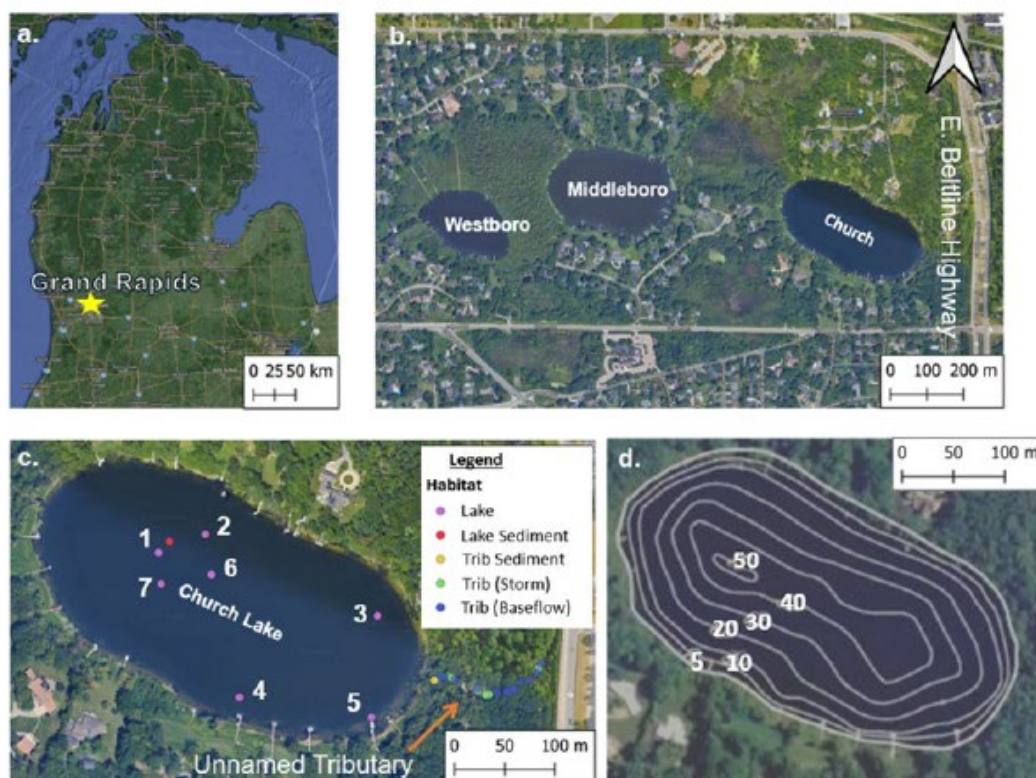 a.
Grand Rapids
0 25 50 km
b.
Westboro
Middleboro
Church
E. Beltline Highway
0 100 200 m
c.
1
2
6
7
3
4
5
Church Lake
Unnamed Tributary
Legend
Habitat
Lake
Lake Sediment
Trib Sediment
Trib (Storm)
Trib (Baseflow)
0 50 100 m
d.
0 50 100 m
50
40
30
20
5
10